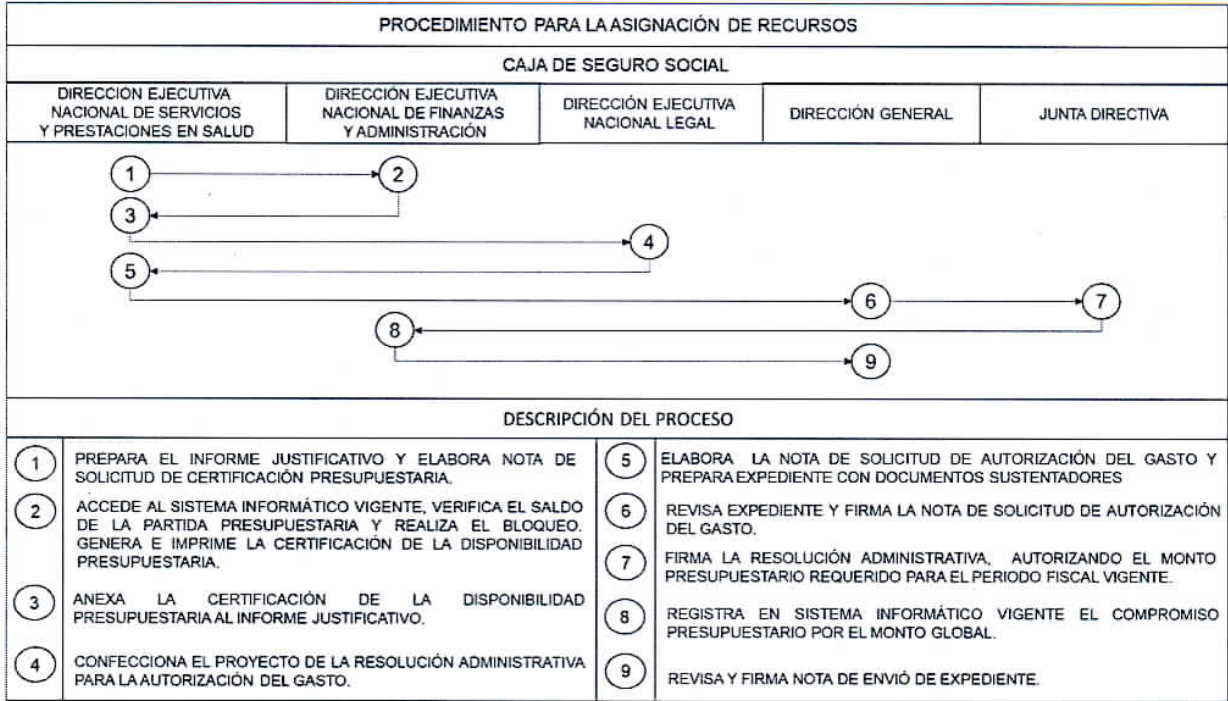 PROCEDIMIENTO PARA LA ASIGNACIÓN DE RECURSOS
CAJA DE SEGURO SOCIAL
DIRECCIÓN EJECUTIVA
NACIONAL DE SERVICIOS
Y PRESTACIONES EN SALUD
DIRECCIÓN EJECUTIVA
NACIONAL DE FINANZAS
Y ADMINISTRACIÓN
DIRECCIÓN EJECUTIVA
NACIONAL LEGAL
DIRECCIÓN GENERAL
JUNTA DIRECTIVA
1
2
3
4
5
6
7
8
9
DESCRIPCIÓN DEL PROCESO
1
PREPARA EL INFORME JUSTIFICATIVO Y ELABORA NOTA DE
SOLICITUD DE CERTIFICACIÓN PRESUPUESTARIA.
2
ACCEDE AL SISTEMA INFORMÁTICO VIGENTE, VERIFICA EL SALDO
DE LA PARTIDA PRESUPUESTARIA Y REALIZA EL BLOQUEO.
GENERA E IMPRIME LA CERTIFICACIÓN DE LA DISPONIBILIDAD
PRESUPUESTARIA.
3
ANEXA LA CERTIFICACIÓN DE LA DISPONIBILIDAD
PRESUPUESTARIA AL INFORME JUSTIFICATIVO.
4
CONFECCIONA EL PROYECTO DE LA RESOLUCIÓN ADMINISTRATIVA
PARA LA AUTORIZACIÓN DEL GASTO.
5
ELABORA LA NOTA DE SOLICITUD DE AUTORIZACIÓN DEL GASTO Y
PREPARA EXPEDIENTE CON DOCUMENTOS SUSTENTADORES
6
REVISA EXPEDIENTE Y FIRMA LA NOTA DE SOLICITUD DE AUTORIZACIÓN
DEL GASTO.
7
FIRMA LA RESOLUCIÓN ADMINISTRATIVA, AUTORIZANDO EL MONTO
PRESUPUESTARIO REQUERIDO PARA EL PERIODO FISCAL VIGENTE.
8
REGISTRA EN SISTEMA INFORMÁTICO VIGENTE EL COMPROMISO
PRESUPUESTARIO POR EL MONTO GLOBAL.
9
REVISA Y FIRMA NOTA DE ENVIÓ DE EXPEDIENTE.